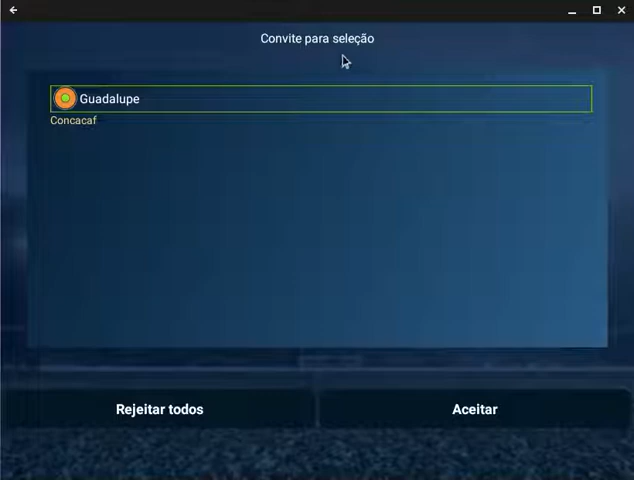 Convite para seleção
Guadalupe
Concacaf
Rejeitar todos
Aceitar